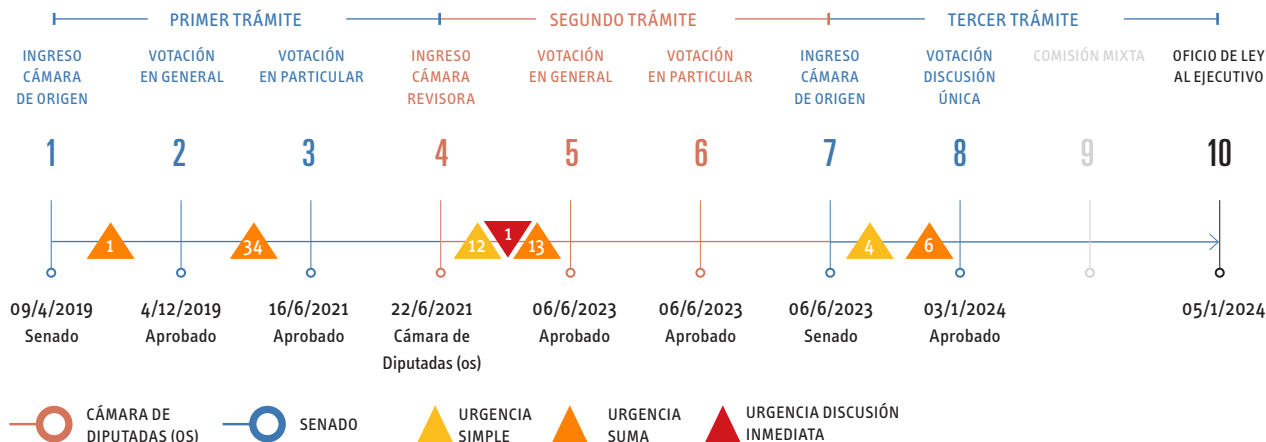 PRIMER TRÁMITE
SEGUNDO TRÁMITE
TERCER TRÁMITE
INGRESO
CÁMARA
DE ORIGEN
VOTACIÓN
EN GENERAL
VOTACIÓN
EN PARTICULAR
INGRESO
CÁMARA
REVISORA
VOTACIÓN
EN GENERAL
VOTACIÓN
EN PARTICULAR
INGRESO
CÁMARA
DE ORIGEN
VOTACIÓN
DISCUSIÓN
ÚNICA
COMISIÓN MIXTA
OFICIO DE LEY
AL EJECUTIVO
1 2 3 4 5 6 7 8 9 10
1 34 12 1 13 4 6
09/4/2019
Senado
4/12/2019
Aprobado
16/6/2021
Aprobado
22/6/2021
Cámara de
Diputadas (os)
06/6/2023
Aprobado
06/6/2023
Aprobado
06/6/2023
Senado
03/1/2024
Aprobado
05/1/2024
CÁMARA DE
DIPUTADAS (OS)
SENADO
URGENCIA
SIMPLE
URGENCIA
SUMA
URGENCIA DISCUSIÓN
INMEDIATA